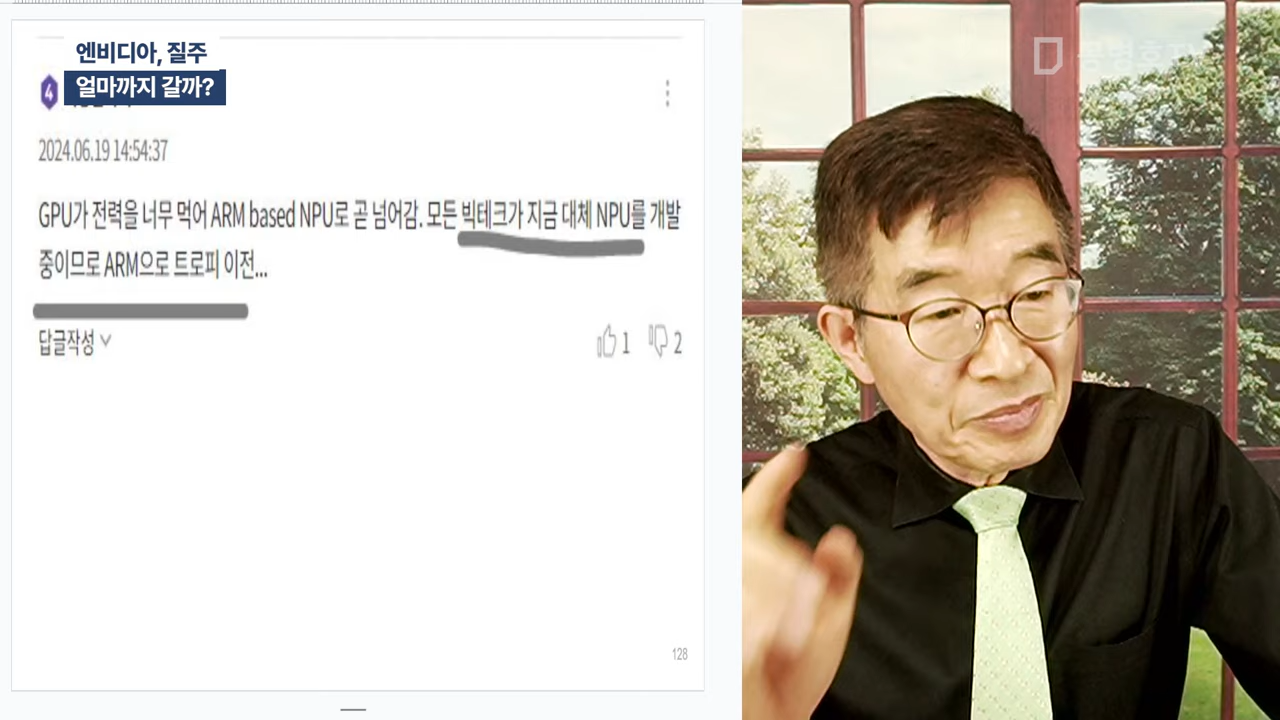 엔비디아, 질주
얼마까지 갈까?
4
2024.06.19 14:54:37
GPU가 전력을 너무 먹어 ARM based NPU로 곧 넘어감. 모든 빅테크가 지금 대체 NPU를 개발
중이므로 ARM으로 트로피 이전...
답글작성
1
2
128